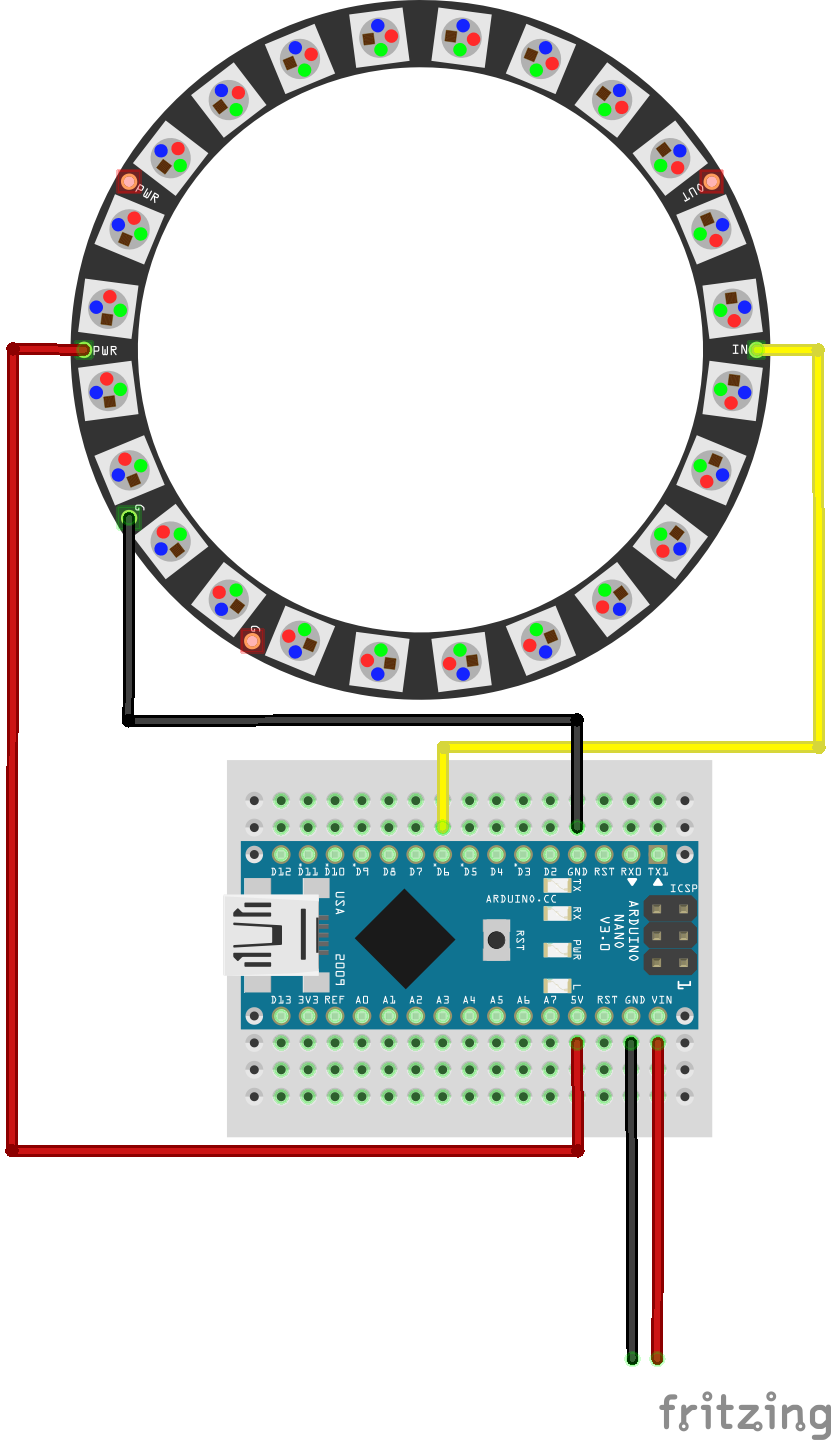 PWR
OUT
PWR
IN
G
G
D12 D11 D10 D9 D8 D7 D6 D5 D4 D3 D2 GND RST RX0 TX1
USA
TX
ICSP
ARDUINO.CC
RX
ARDUINO
NANO
V3.0
RST
PWR
2009
L
1
D13 3V3 REF A0 A1 A2 A3 A4 A5 A6 A7 5V RST GND VIN
fritzing